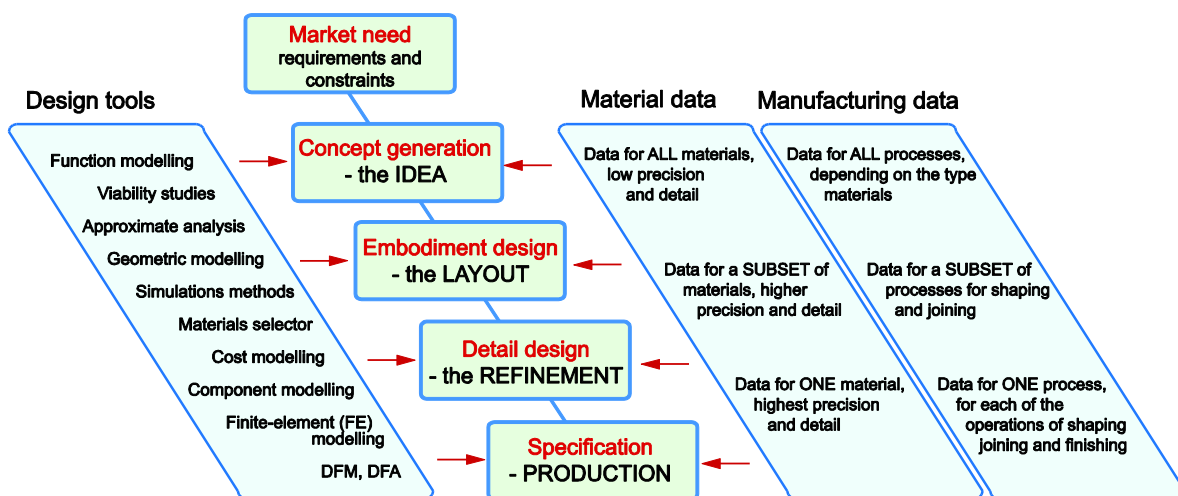 Market need
requirements and
constraints
Design tools
Material data
Manufacturing data
Function modelling
Viability studies
Approximate analysis
Geometric modelling
Simulations methods
Materials selector
Cost modelling
Component modelling
Finite-element (FE)
modelling
DFM, DFA
Concept generation
- the IDEA
Embodiment design
- the LAYOUT
Detail design
- the REFINEMENT
Specification
- PRODUCTION
Data for ALL materials,
low precision
and detail
Data for a SUBSET of
materials, higher
precision and detail
Data for ONE material,
highest precision
and detail
Data for ALL processes,
depending on the type
materials
Data for a SUBSET of
processes for shaping
and joining
Data for ONE process,
for each of the
operations of shaping
joining and finishing